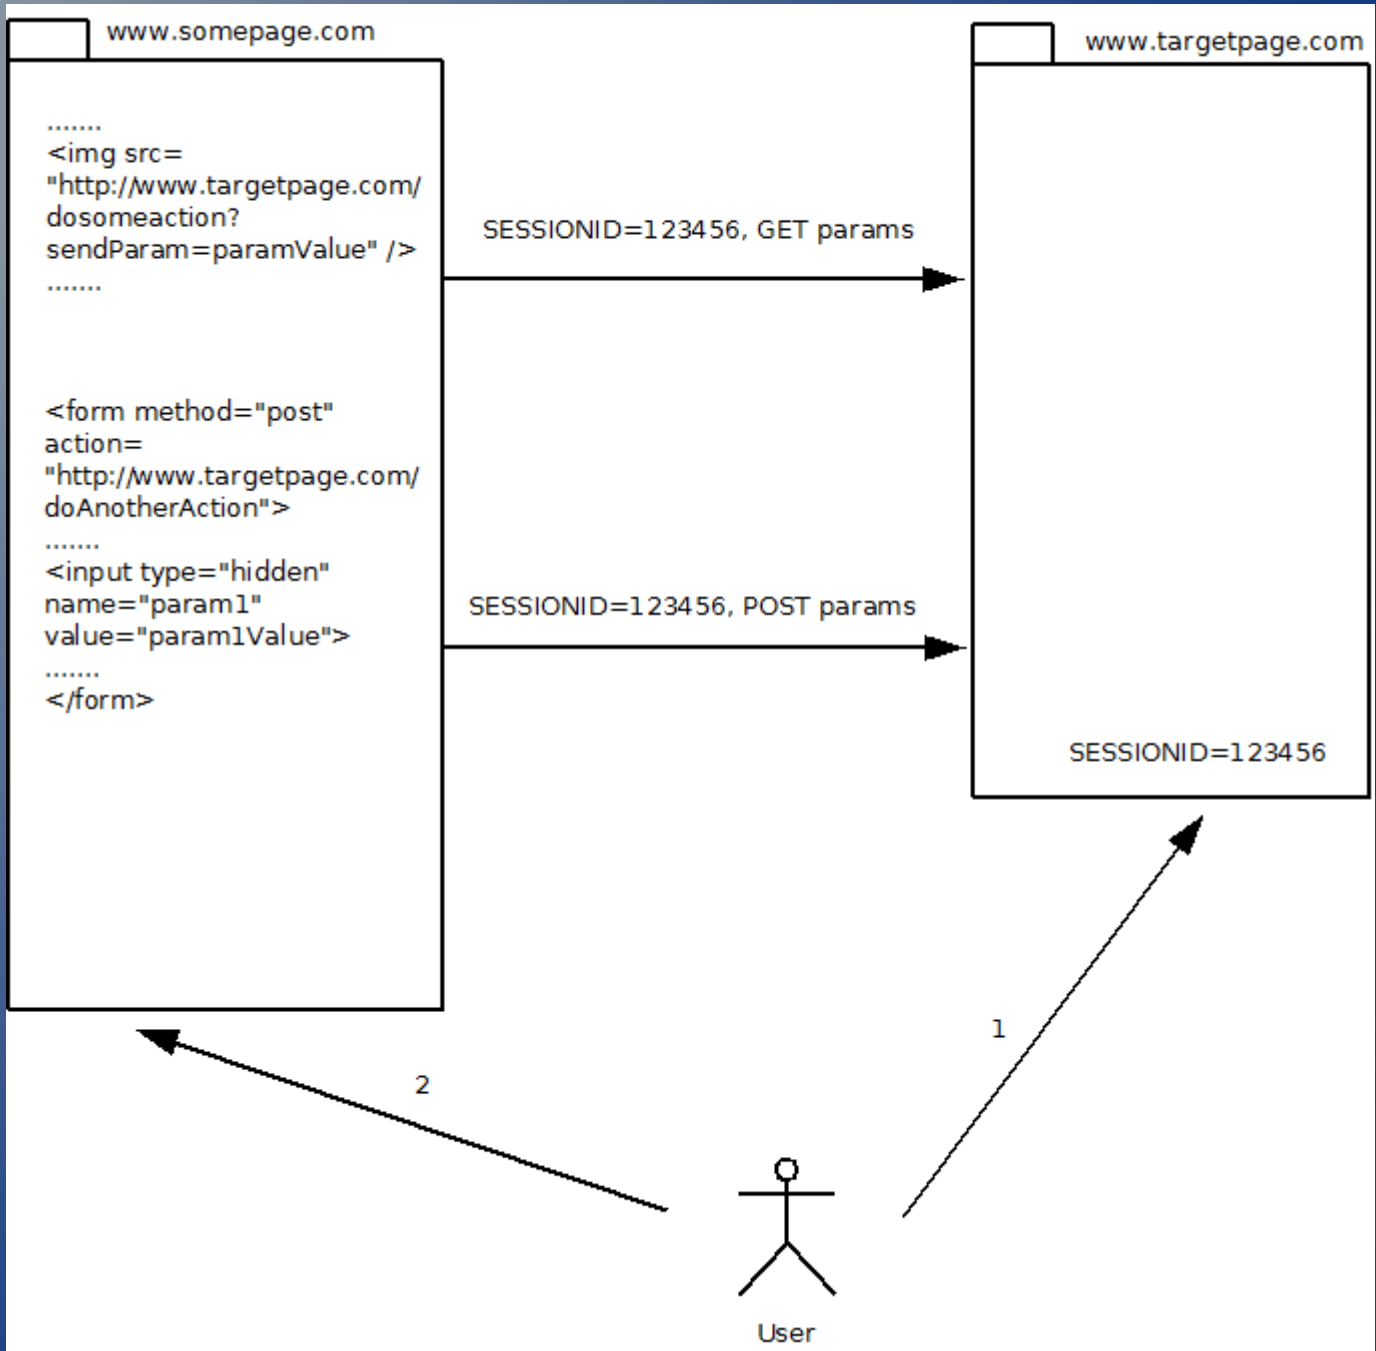 www.somepage.com
www.targetpage.com
.......
<img src=
"http://www.targetpage.com/
dosomeaction?
sendParam=paramValue" />
.......
SESSIONID=123456, GET params
<form method="post"
action=
"http://www.targetpage.com/
doAnotherAction">
.......
<input type="hidden"
name="param1"
value="param1Value">
.......
</form>
SESSIONID=123456, POST params
SESSIONID=123456
1
2
User